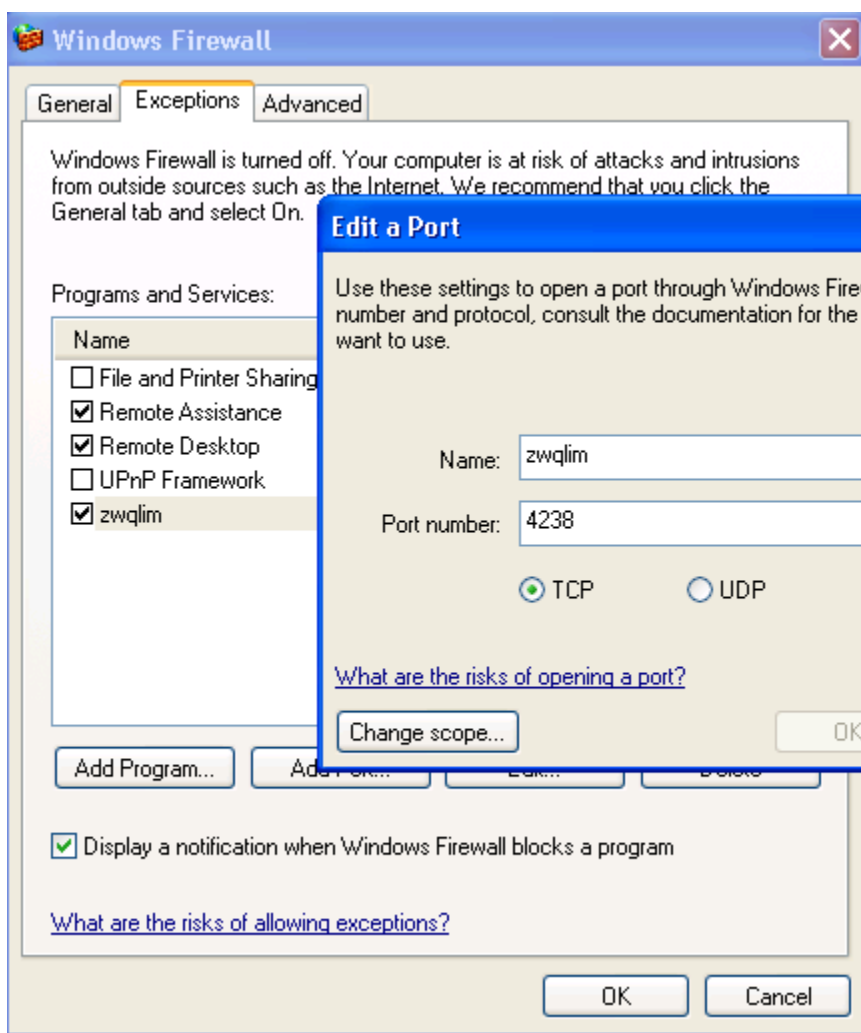 Windows Firewall
General Exceptions Advanced
Windows Firewall is turned off. Your computer is at risk of attacks and intrusions
from outside sources such as the Internet. We recommend that you click the
General tab and select On.
Programs and Services:
Name
File and Printer Sharing
Remote Assistance
Remote Desktop
UPnP Framework
zwqlim
Edit a Port
Use these settings to open a port through Windows Fire
number and protocol, consult the documentation for the
want to use.
Name: zwqlim
Port number: 4238
TCP UDP
What are the risks of opening a port?
Change scope... OK
Add Program...
Display a notification when Windows Firewall blocks a program
What are the risks of allowing exceptions?
OK Cancel